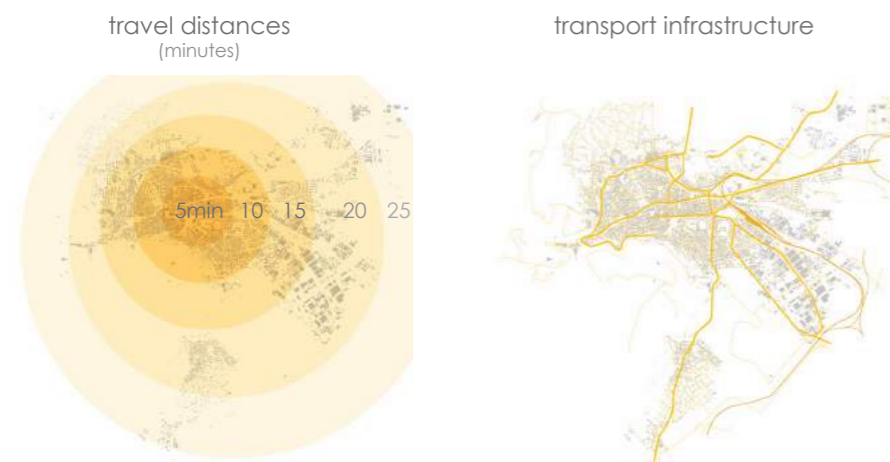 travel distances
(minutes)
transport infrastructure
5min 10 15 20 25